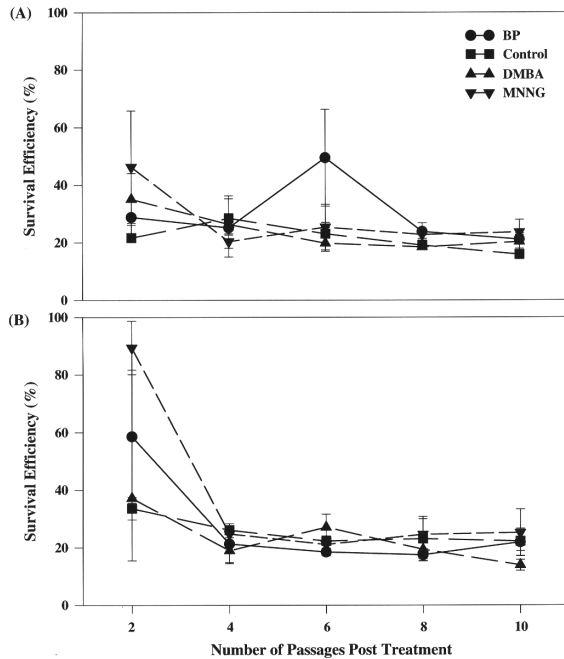 (A)
100
80
60
40
20
0
Survival Efficiency (%)
BP
Control
DMBA
MNNG
(B)
100
80
60
40
20
0
Survival Efficiency (%)
2 4 6 8 10
Number of Passages Post Treatment